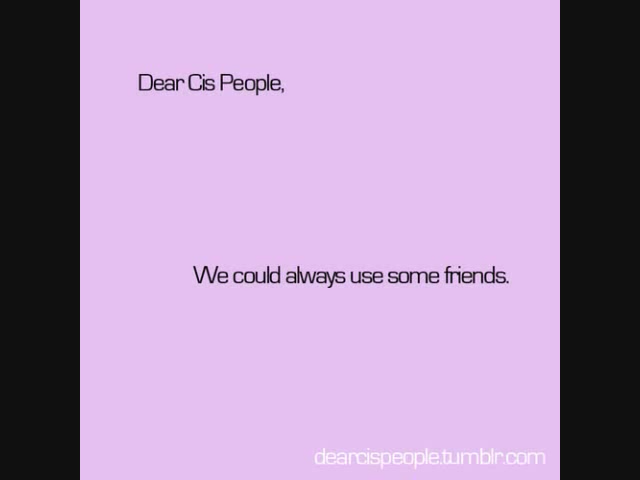 Dear Cis People,
We could always use some friends.
dearcispeople.tumblr.com